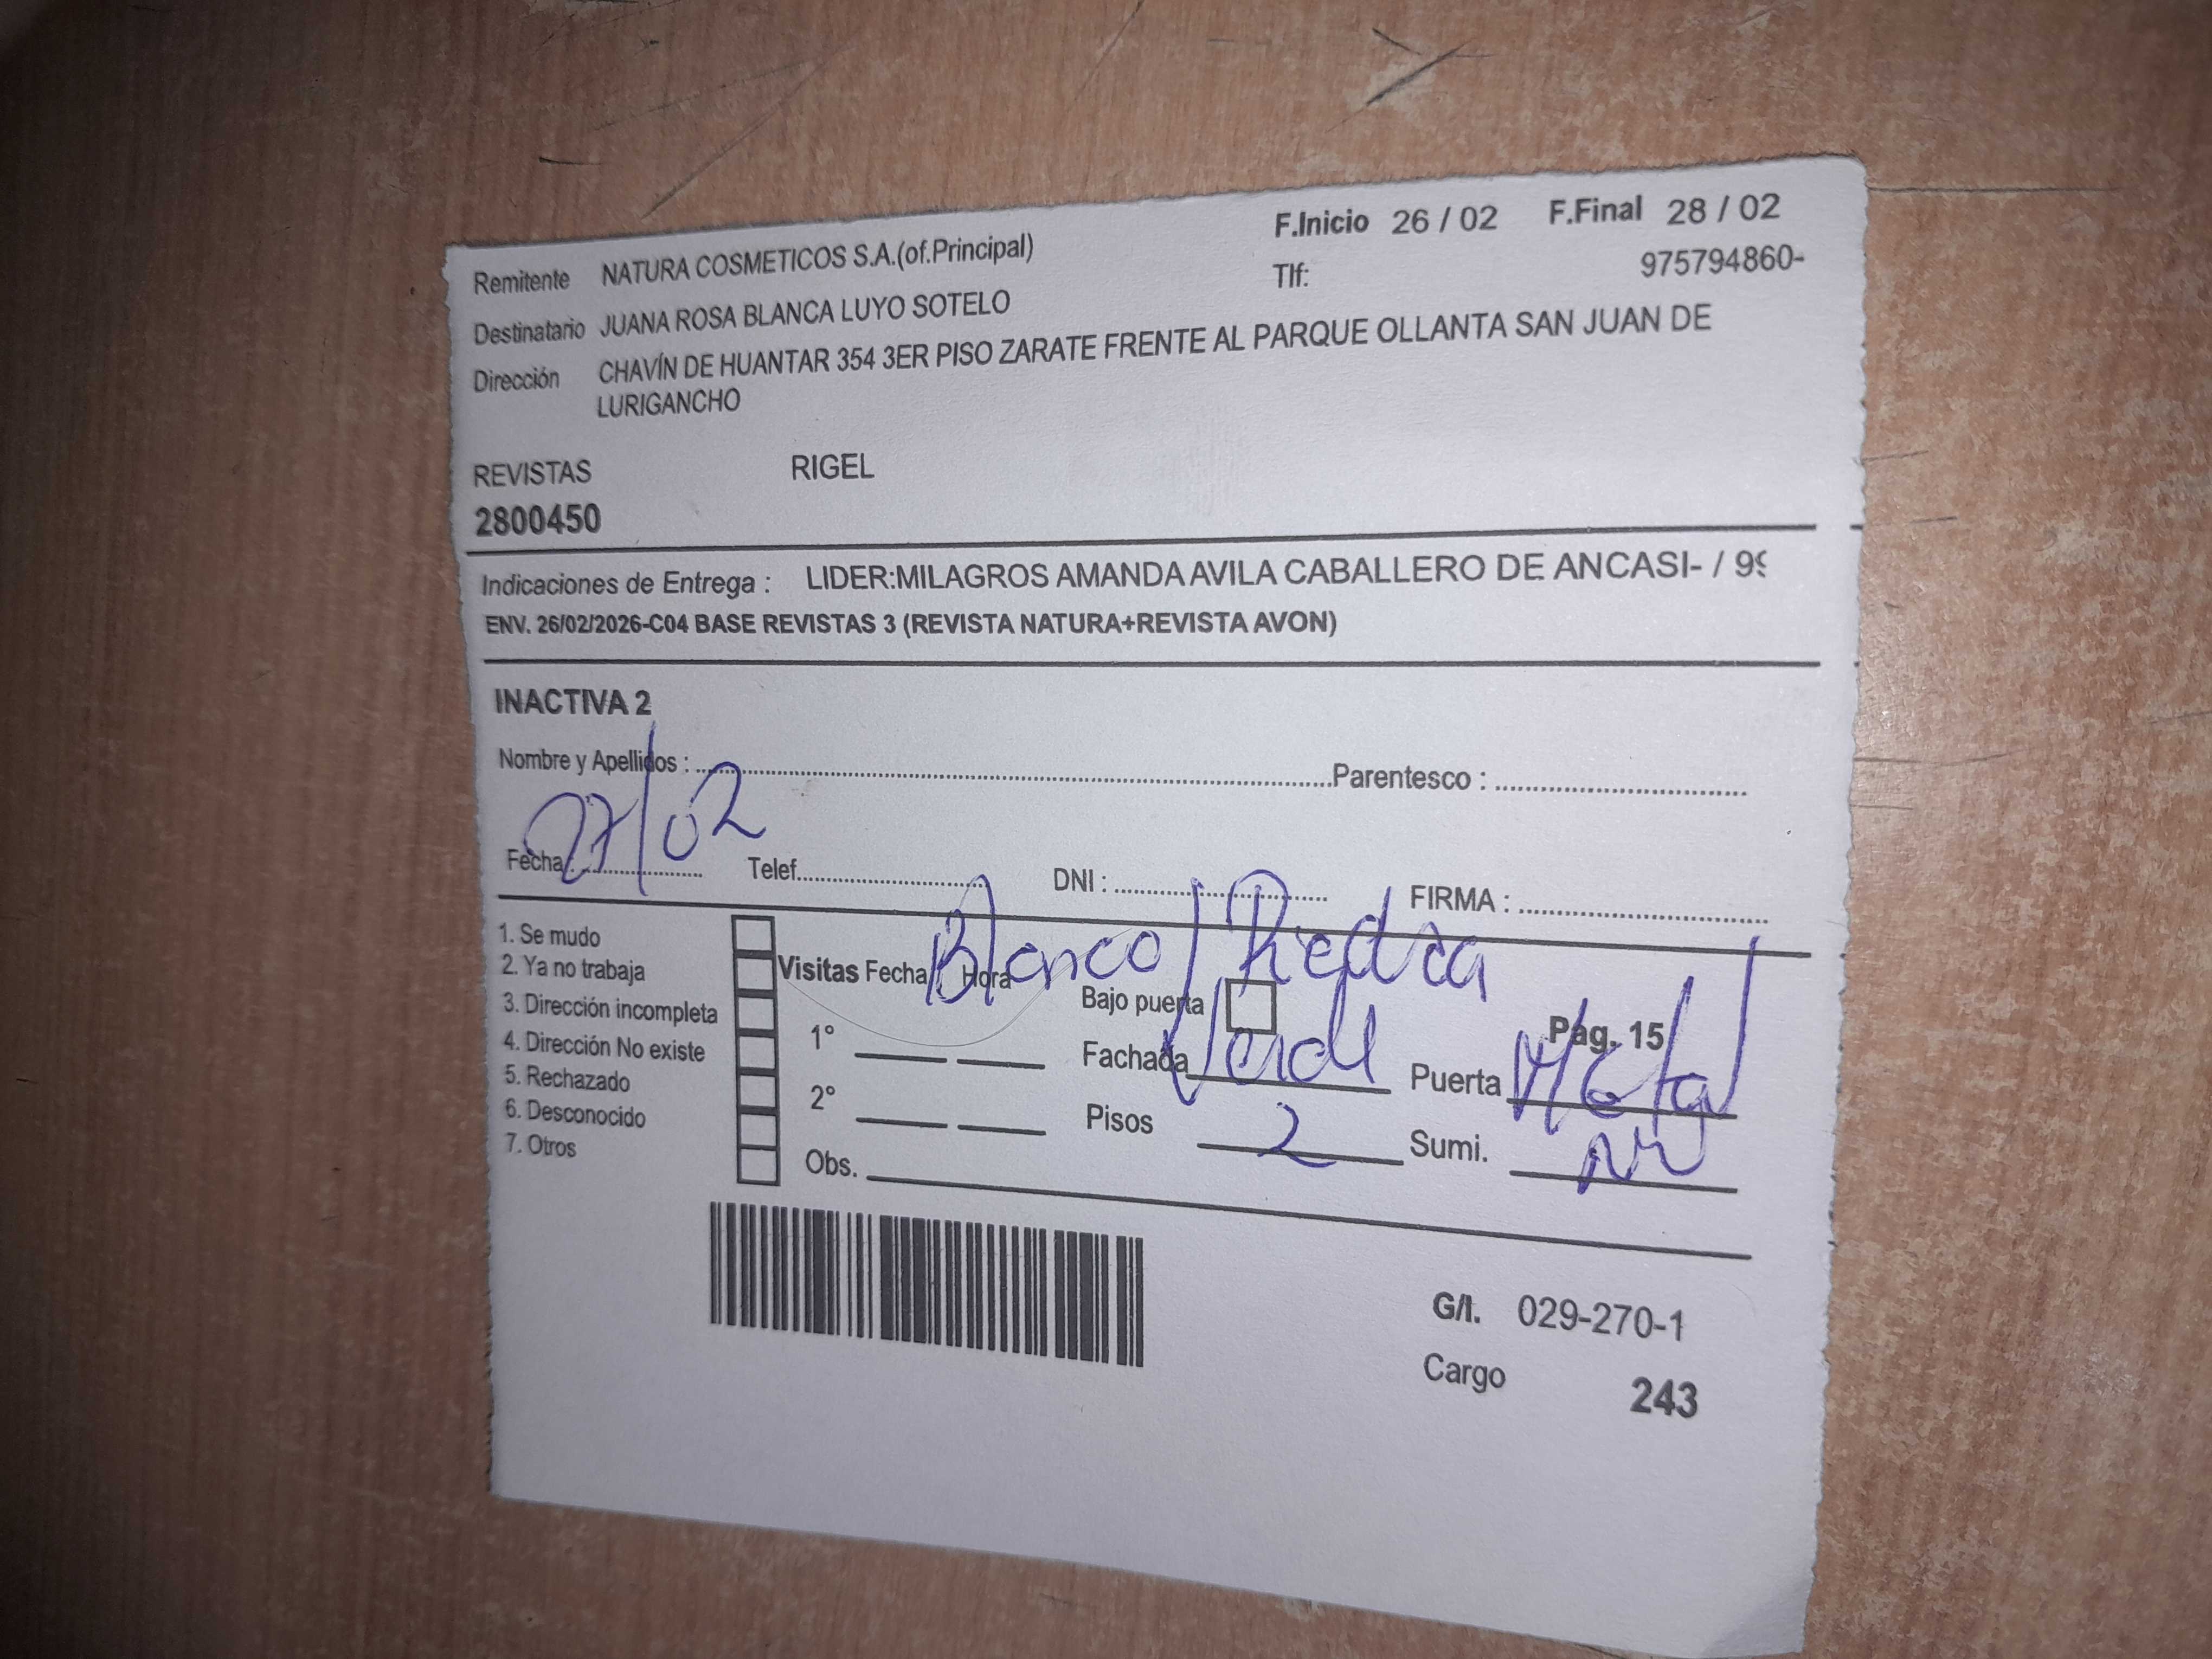 F.Inicio 26 / 02 F.Final 28 / 02
Remitente NATURA COSMETICOS S.A.(of.Principal) Tlf: 975794860-
Destinatario JUANA ROSA BLANCA LUYO SOTELO
Dirección CHAVÍN DE HUANTAR 354 3ER PISO ZARATE FRENTE AL PARQUE OLLANTA SAN JUAN DE
LURIGANCHO
REVISTAS RIGEL
2800450
Indicaciones de Entrega : LIDER:MILAGROS AMANDA AVILA CABALLERO DE ANCASI- / 99
ENV. 26/02/2026-C04 BASE REVISTAS 3 (REVISTA NATURA+REVISTA AVON)
INACTIVA 2
Nombre y Apellidos : Parentesco :
Fecha : 27/02 Telef. DNI : FIRMA :
Blanco/Piedra
1. Se mudo
2. Ya no trabaja
3. Dirección incompleta
4. Dirección No existe
5. Rechazado
6. Desconocido
7. Otros
Visitas Fecha Hora
1°
2°
Obs.
Bajo puerta
Pag. 15
Fachada Verde Puerta Metal
Pisos 2 Sumi.
G/I. 029-270-1
Cargo 243